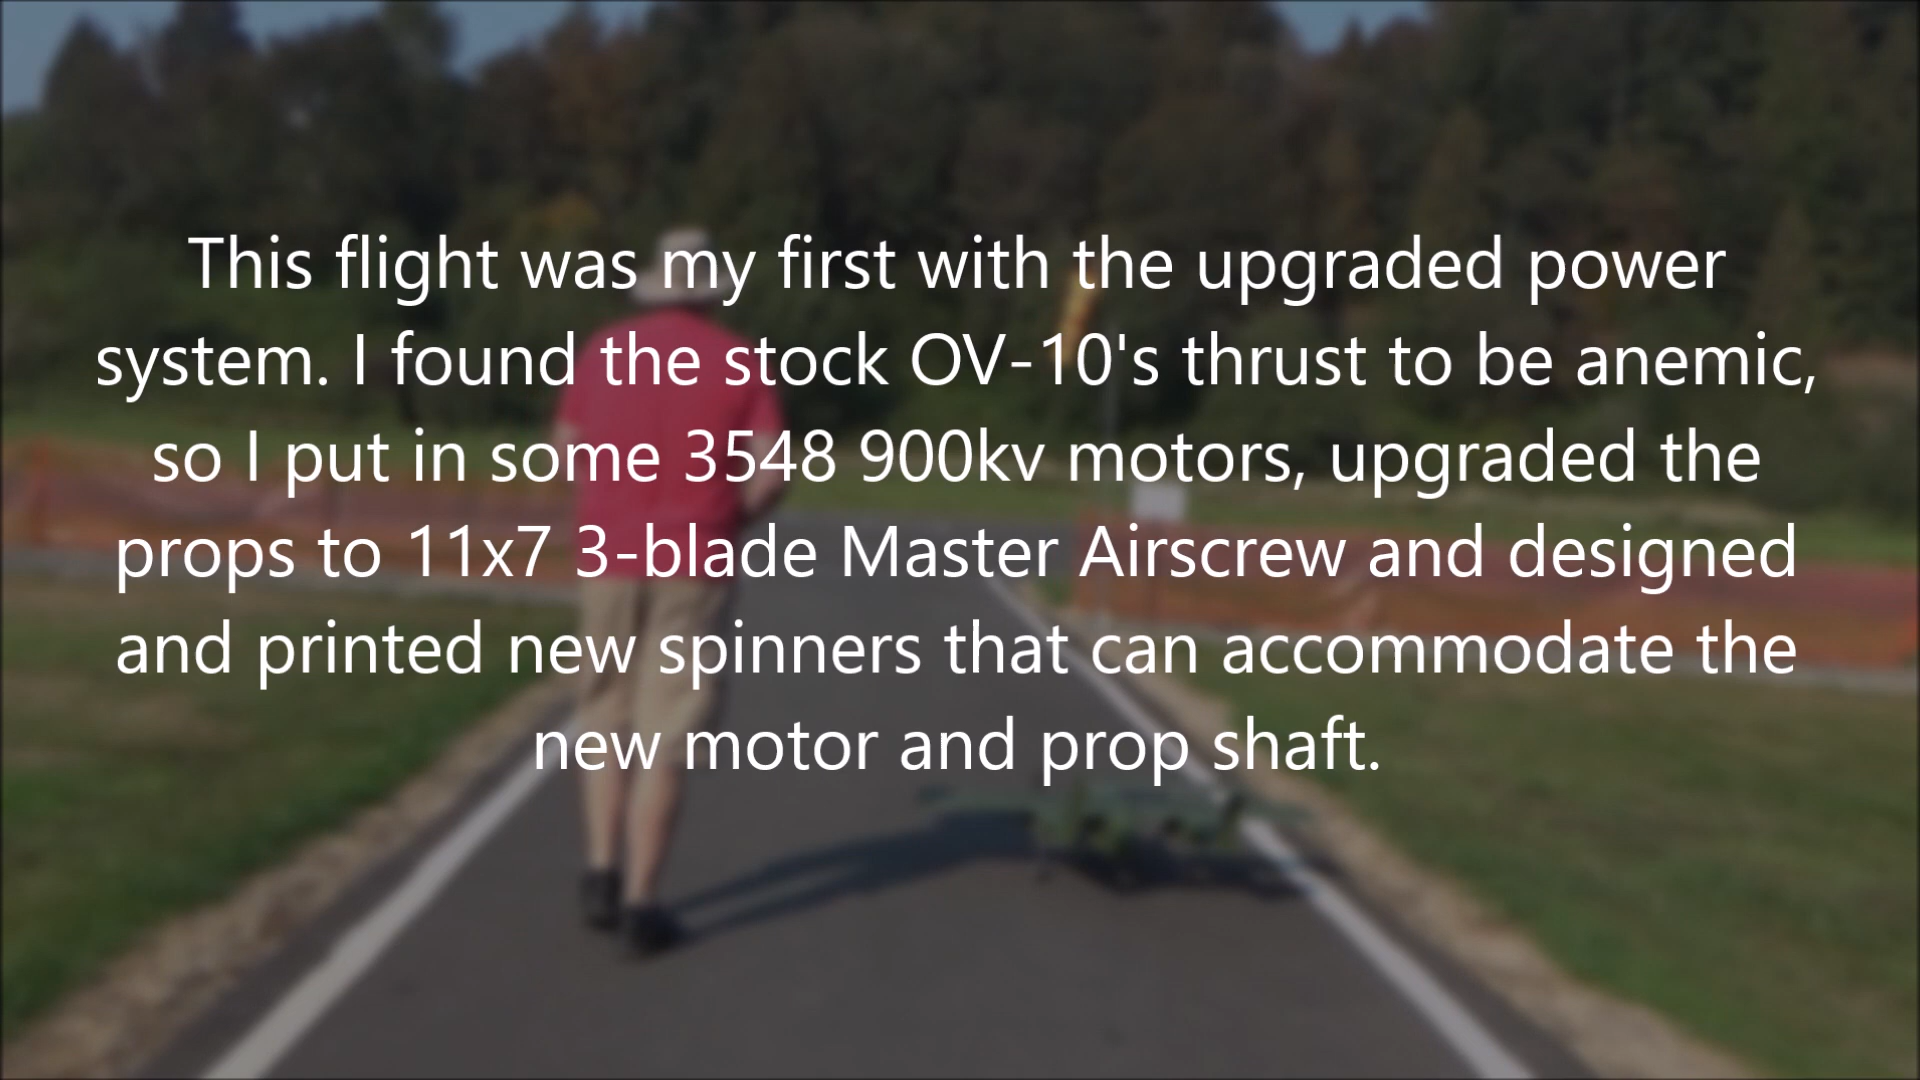 This flight was my first with the upgraded power
system. I found the stock OV-10's thrust to be anemic,
so I put in some 3548 900kv motors, upgraded the
props to 11x7 3-blade Master Airscrew and designed
and printed new spinners that can accommodate the
new motor and prop shaft.